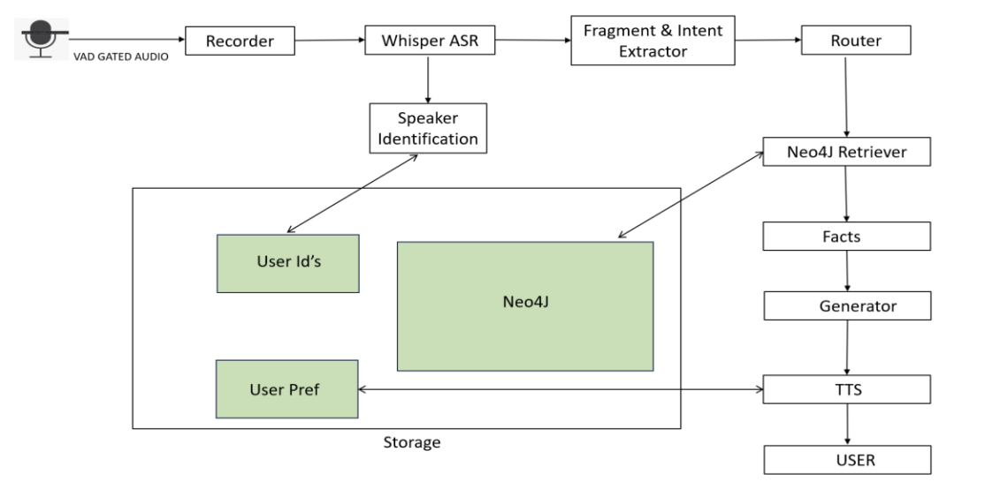 VAD GATED AUDIO
Recorder
Whisper ASR
Fragment & Intent
Extractor
Router
Speaker
Identification
Neo4J Retriever
User Id’s
Neo4J
Facts
Generator
User Pref
TTS
Storage
USER